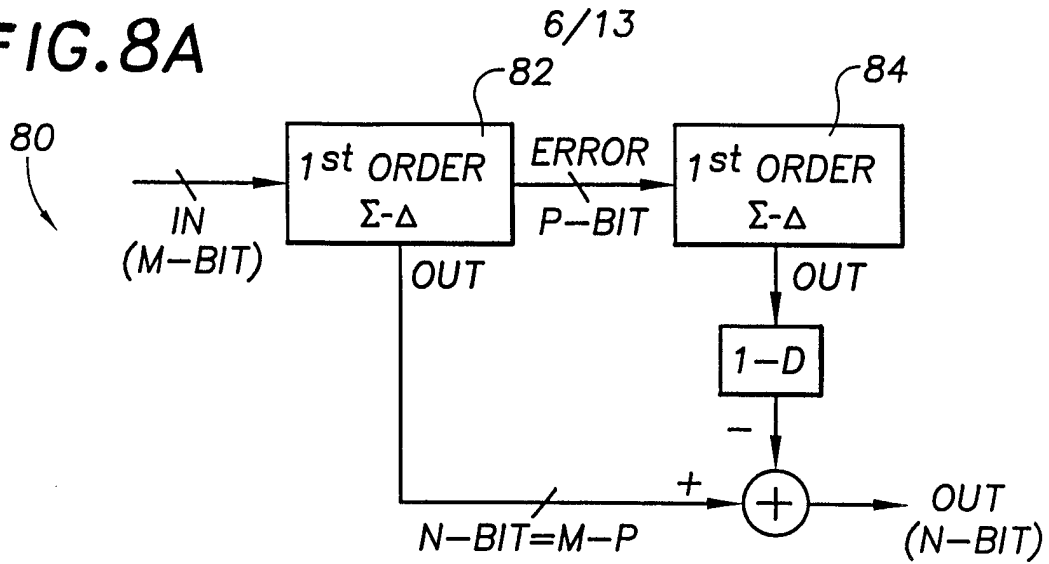 6/13
FIG.8A
80
82
84
1st ORDER
Σ-Δ
ERROR
P-BIT
1st ORDER
Σ-Δ
IN
(M-BIT)
OUT
OUT
1-D
-
+
+
N-BIT=M-P
OUT
(N-BIT)